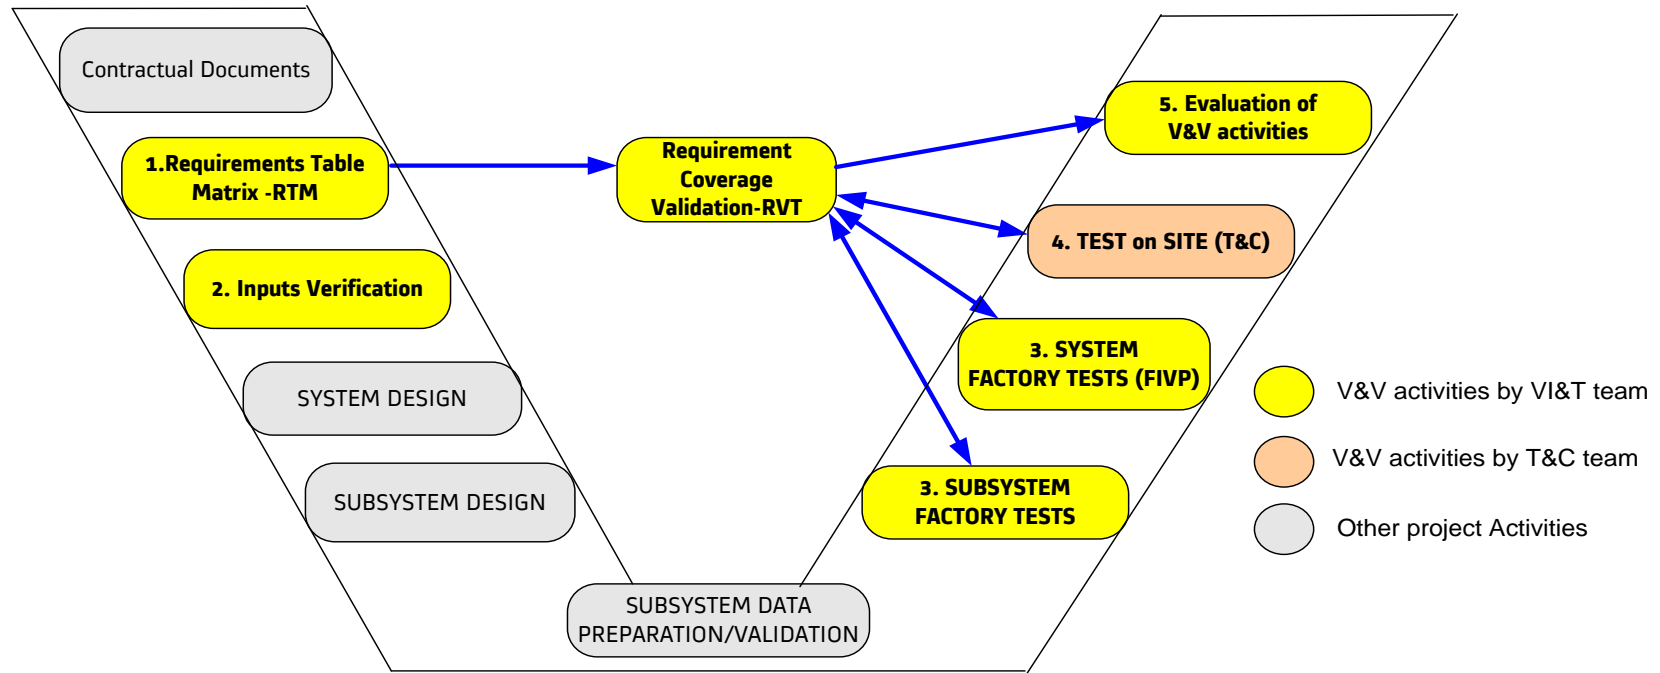 Contractual Documents
1.Requirements Table
Matrix -RTM
2. Inputs Verification
SYSTEM DESIGN
SUBSYSTEM DESIGN
SUBSYSTEM DATA
PREPARATION/VALIDATION
Requirement
Coverage
Validation-RVT
5. Evaluation of
V&V activities
4. TEST on SITE (T&C)
3. SYSTEM
FACTORY TESTS (FIVP)
3. SUBSYSTEM
FACTORY TESTS
V&V activities by VI&T team
V&V activities by T&C team
Other project Activities